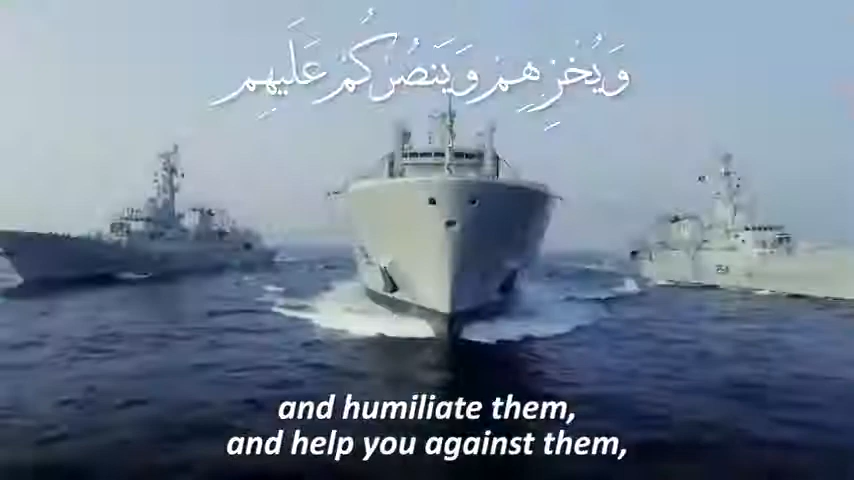 وَيُخْزِهِمْ وَيَنصُرْكُمْ عَلَيْهِمْ
and humiliate them,
and help you against them,